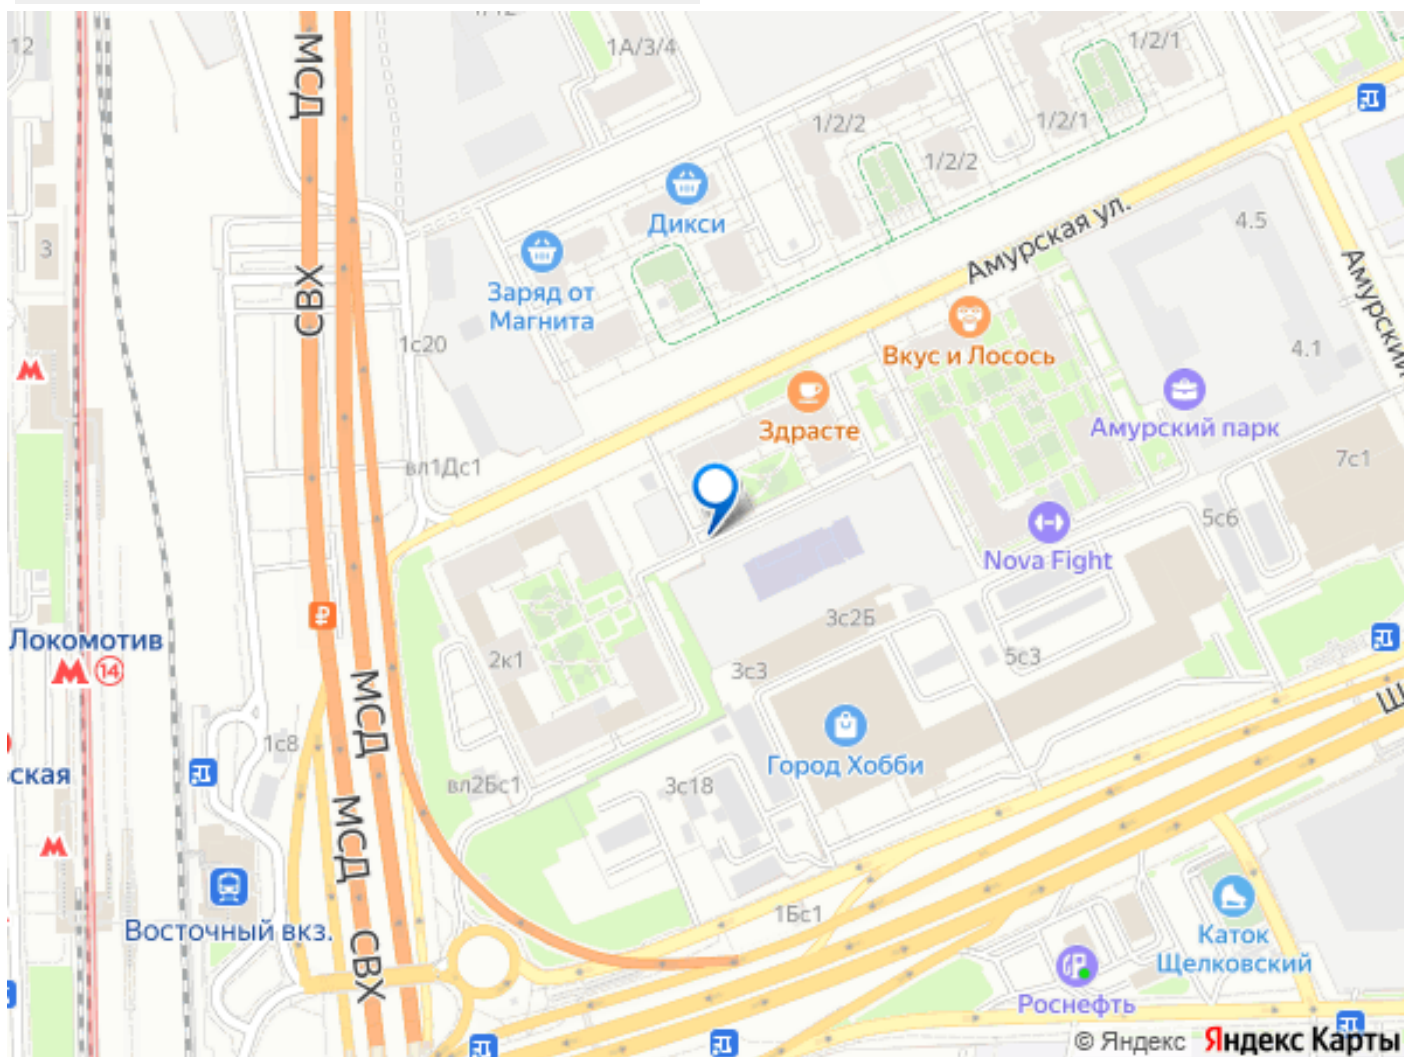 1/12
12
1А/3/4
1/2/1
МСД
1/2/2
1/2/1
1/2/2
Дикси
Амурская ул.
4.5
3
СВХ
Заряд от
Магнита
Амурский
1с20
Вкус и Лосось
4.1
Здрасте
Амурский парк
вл1Дс1
7с1
5с6
Nova Fight
3с2Б
Локомотив
14
2к1
3с3
5с3
МСД
Ш
1с8
Город Хобби
ская
вл2Бс1
3с18
МСД
1Бс1
Восточный вкз.
СВХ
Каток
Щелковский
Роснефть
© Яндекс Яндекс Карты